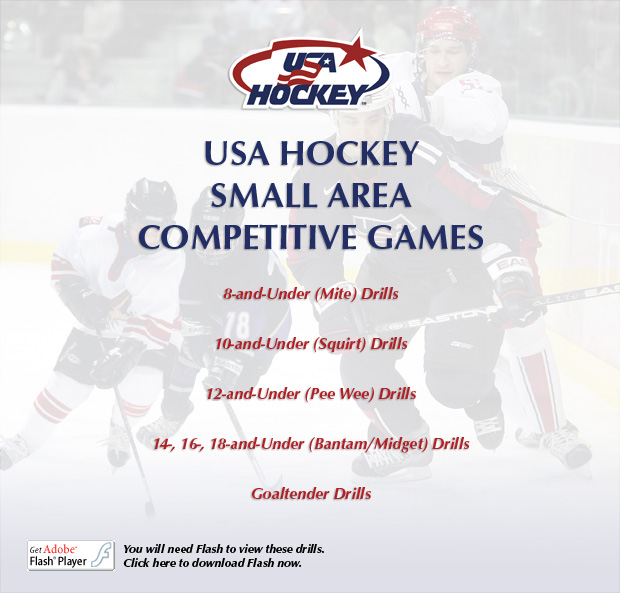 USA
HOCKEY
USA HOCKEY
SMALL AREA
COMPETITIVE GAMES
8-and-Under (Mite) Drills
10-and-Under (Squirt) Drills
78
EASTON
12-and-Under (Pee Wee) Drills
14-, 16-, 18-and-Under (Bantam/Midget) Drills
Goaltender Drills
Get Adobe®
Flash® Player
You will need Flash to view these drills.
Click here to download Flash now.